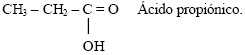 CH₃ – CH₂ – C = O Ácido propiónico.
|
OH